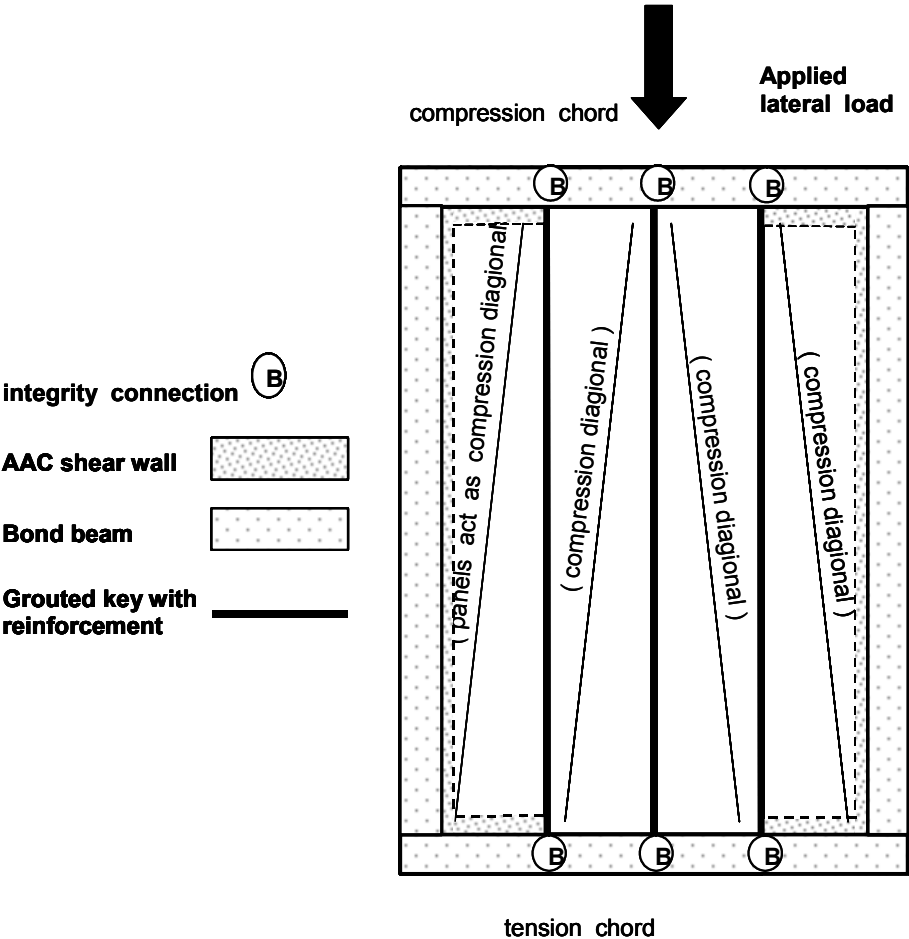 Applied
lateral load
compression chord
B B B
( panels act as compression diagional
( compression diagional )
( compression diagional )
( compression diagional )
integrity connection B
AAC shear wall
Bond beam
Grouted key with
reinforcement
B B B
tension chord